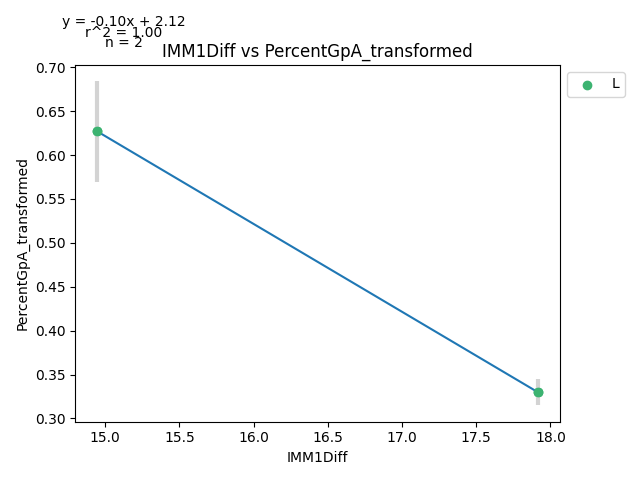 y = -0.10x + 2.12
r^2 = 1.00
n = 2
IMM1Diff vs PercentGpA_transformed
L
PercentGpA_transformed
0.70
0.65
0.60
0.55
0.50
0.45
0.40
0.35
0.30
15.0 15.5 16.0 16.5 17.0 17.5 18.0
IMM1Diff